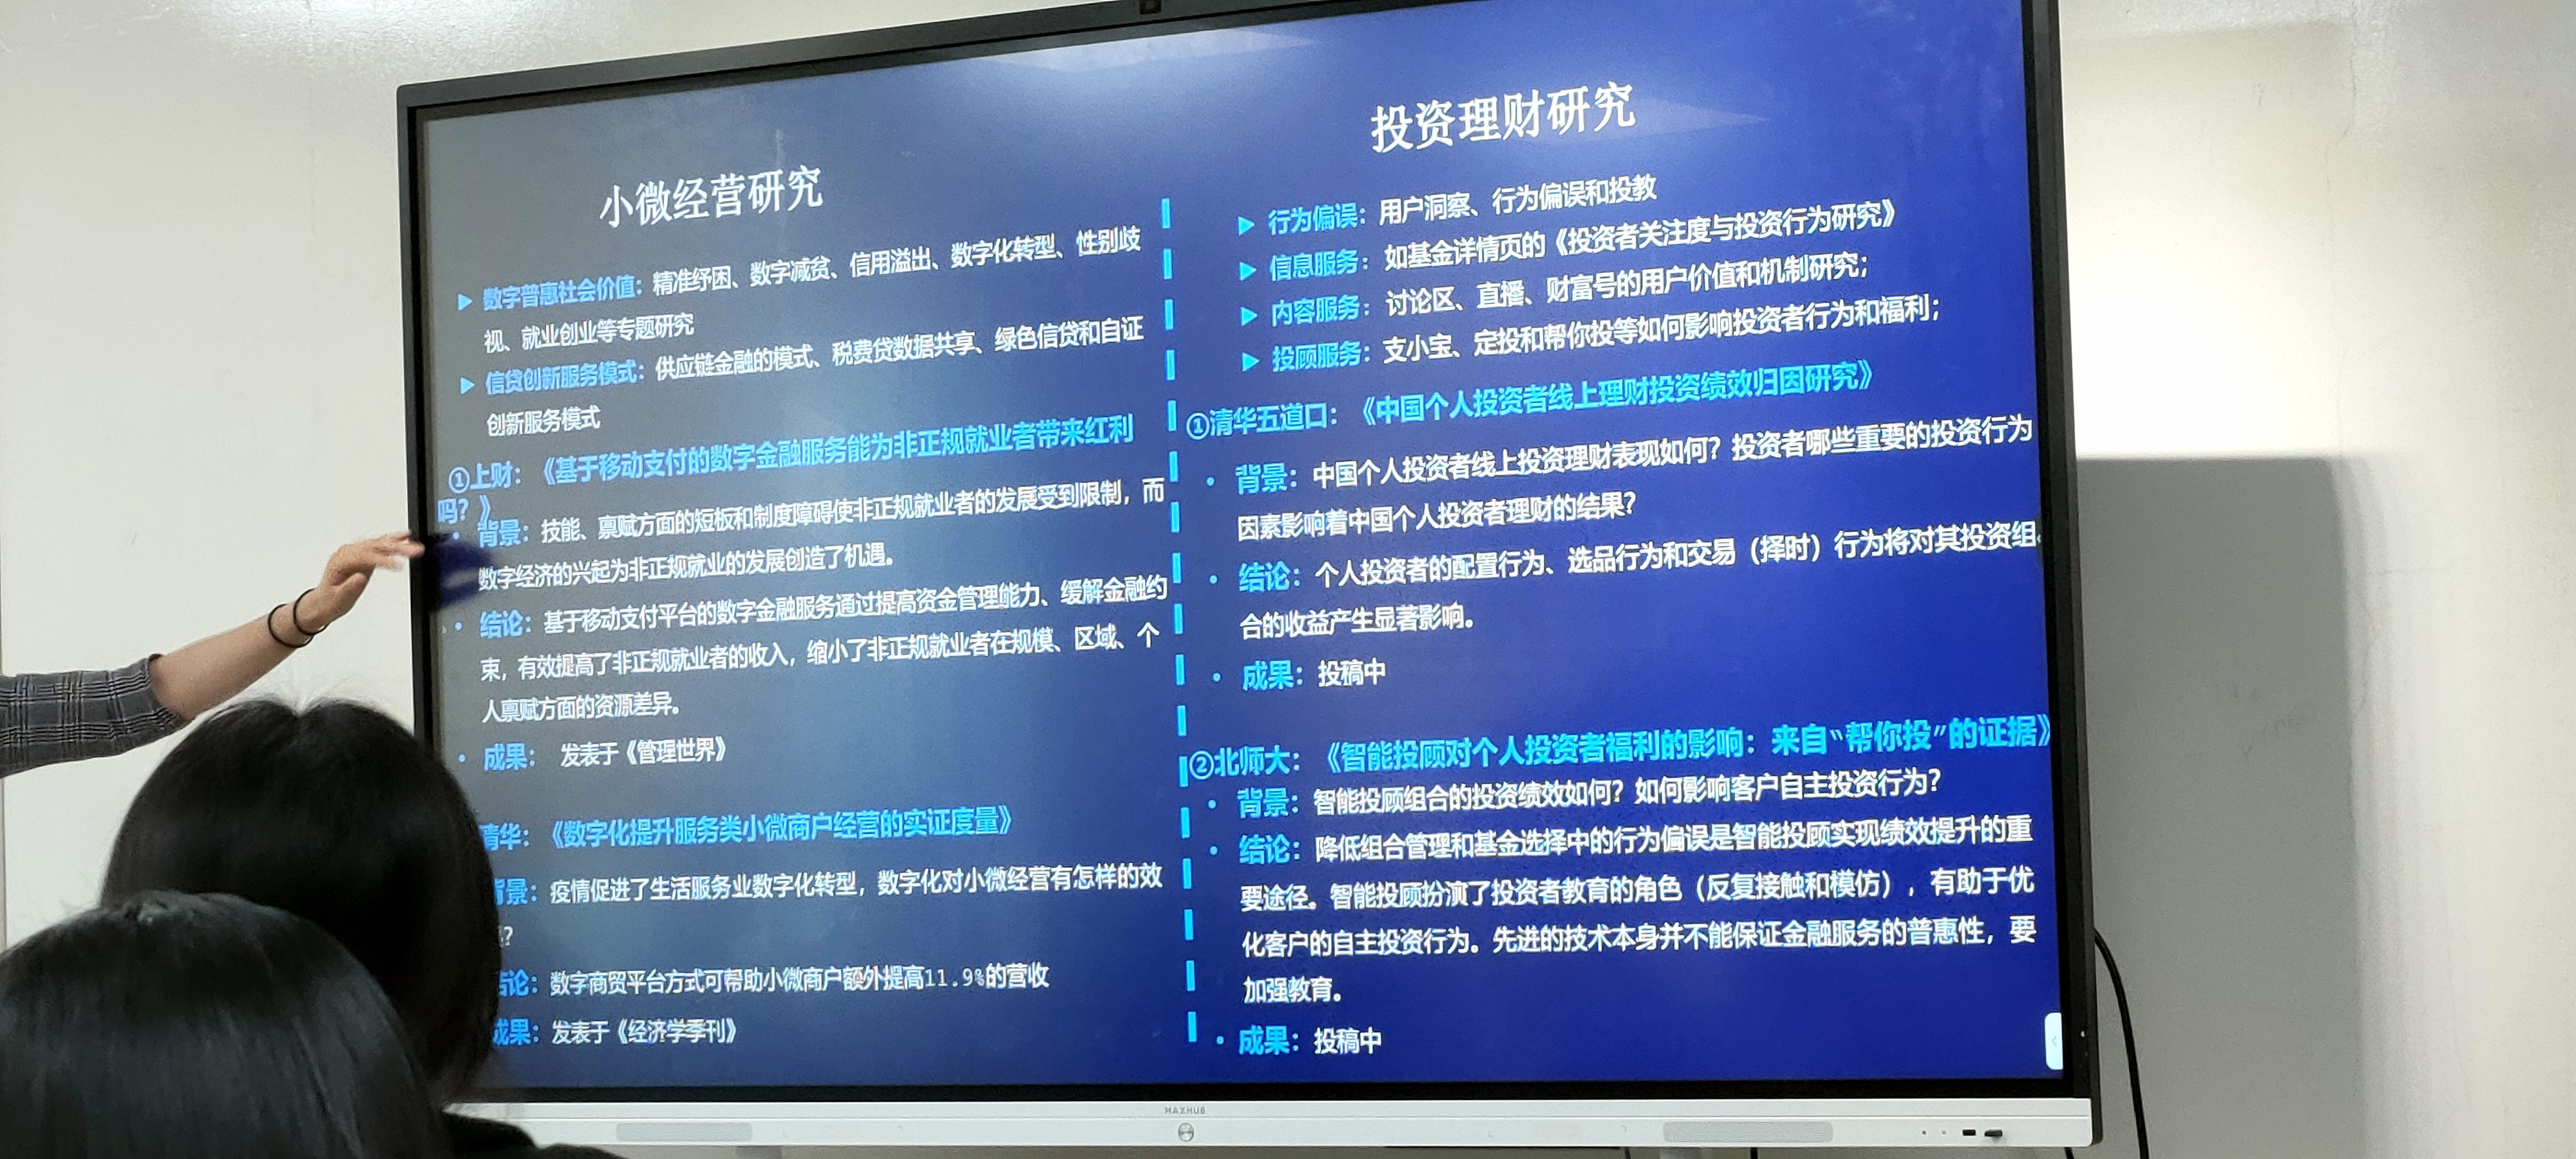 小微经营研究
数字普惠社会价值：精准纾困、数字减贫、信用溢出、数字化转型、性别歧
视、就业创业等专题研究
信贷创新服务模式：供应链金融的模式、税费贷数据共享、绿色信贷和自证
创新服务模式
①上财：《基于移动支付的数字金融服务能为非正规就业者带来红利
吗？》
背景：技能、禀赋方面的短板和制度障碍使非正规就业者的发展受到限制，而
数字经济的兴起为非正规就业的发展创造了机遇。
结论：基于移动支付平台的数字金融服务通过提高资金管理能力、缓解金融约
束，有效提高了非正规就业者的收入，缩小了非正规就业者在规模、区域、个
人禀赋方面的资源差异。
成果： 发表于《管理世界》
清华：《数字化提升服务类小微商户经营的实证度量》
背景：疫情促进了生活服务业数字化转型，数字化对小微经营有怎样的效
？
结论：数字商贸平台方式可帮助小微商户额外提高11.9%的营收
成果：发表于《经济学季刊》
投资理财研究
行为偏误：用户洞察、行为偏误和投教
信息服务：如基金详情页的《投资者关注度与投资行为研究》
内容服务：讨论区、直播、财富号的用户价值和机制研究；
投顾服务：支小宝、定投和帮你投等如何影响投资者行为和福利；
①清华五道口：《中国个人投资者线上理财投资绩效归因研究》
背景：中国个人投资者线上投资理财表现如何？投资者哪些重要的投资行为
因素影响着中国个人投资者理财的结果？
结论：个人投资者的配置行为、选品行为和交易（择时）行为将对其投资组
合的收益产生显著影响。
成果：投稿中
②北师大：《智能投顾对个人投资者福利的影响：来自“帮你投”的证据》
背景：智能投顾组合的投资绩效如何？如何影响客户自主投资行为？
结论：降低组合管理和基金选择中的行为偏误是智能投顾实现绩效提升的重
要途径。智能投顾扮演了投资者教育的角色（反复接触和模仿），有助于优
化客户的自主投资行为。先进的技术本身并不能保证金融服务的普惠性，要
加强教育。
成果：投稿中
MAXHUB